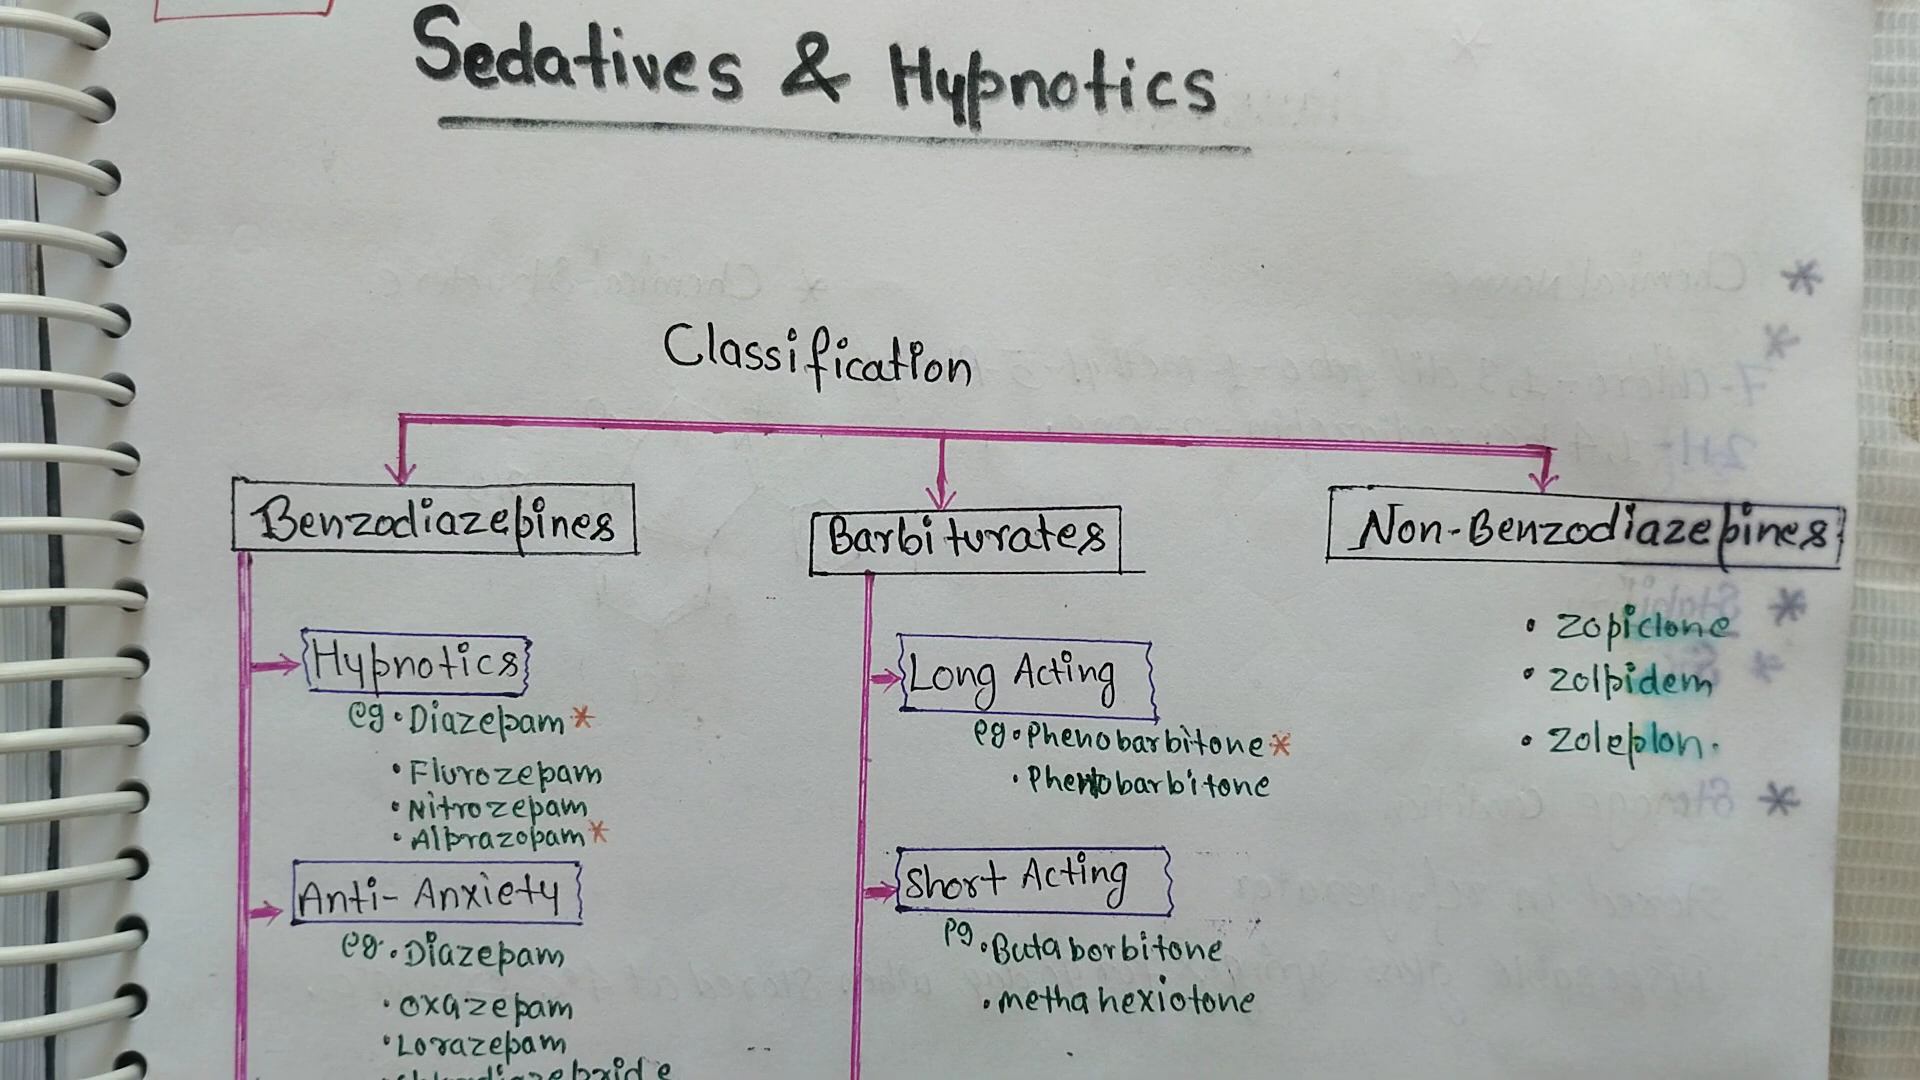 Sedatives & Hypnotics
Classification
Benzodiazepines
Hypnotics
eg • Diazepam *
• Flurozepam
• Nitrozepam
• Alprazopam *
Anti-Anxiety
eg. • Diazepam
• Oxazepam
• Lorazepam
Barbiturates
Long Acting
eg • Phenobarbitone *
• Phentobarbitone
Short Acting
eg • Butaborbitone
• methahexiotone
Non-Benzodiazepines
• Zopiclone
• Zolpidem
• Zoleplon.